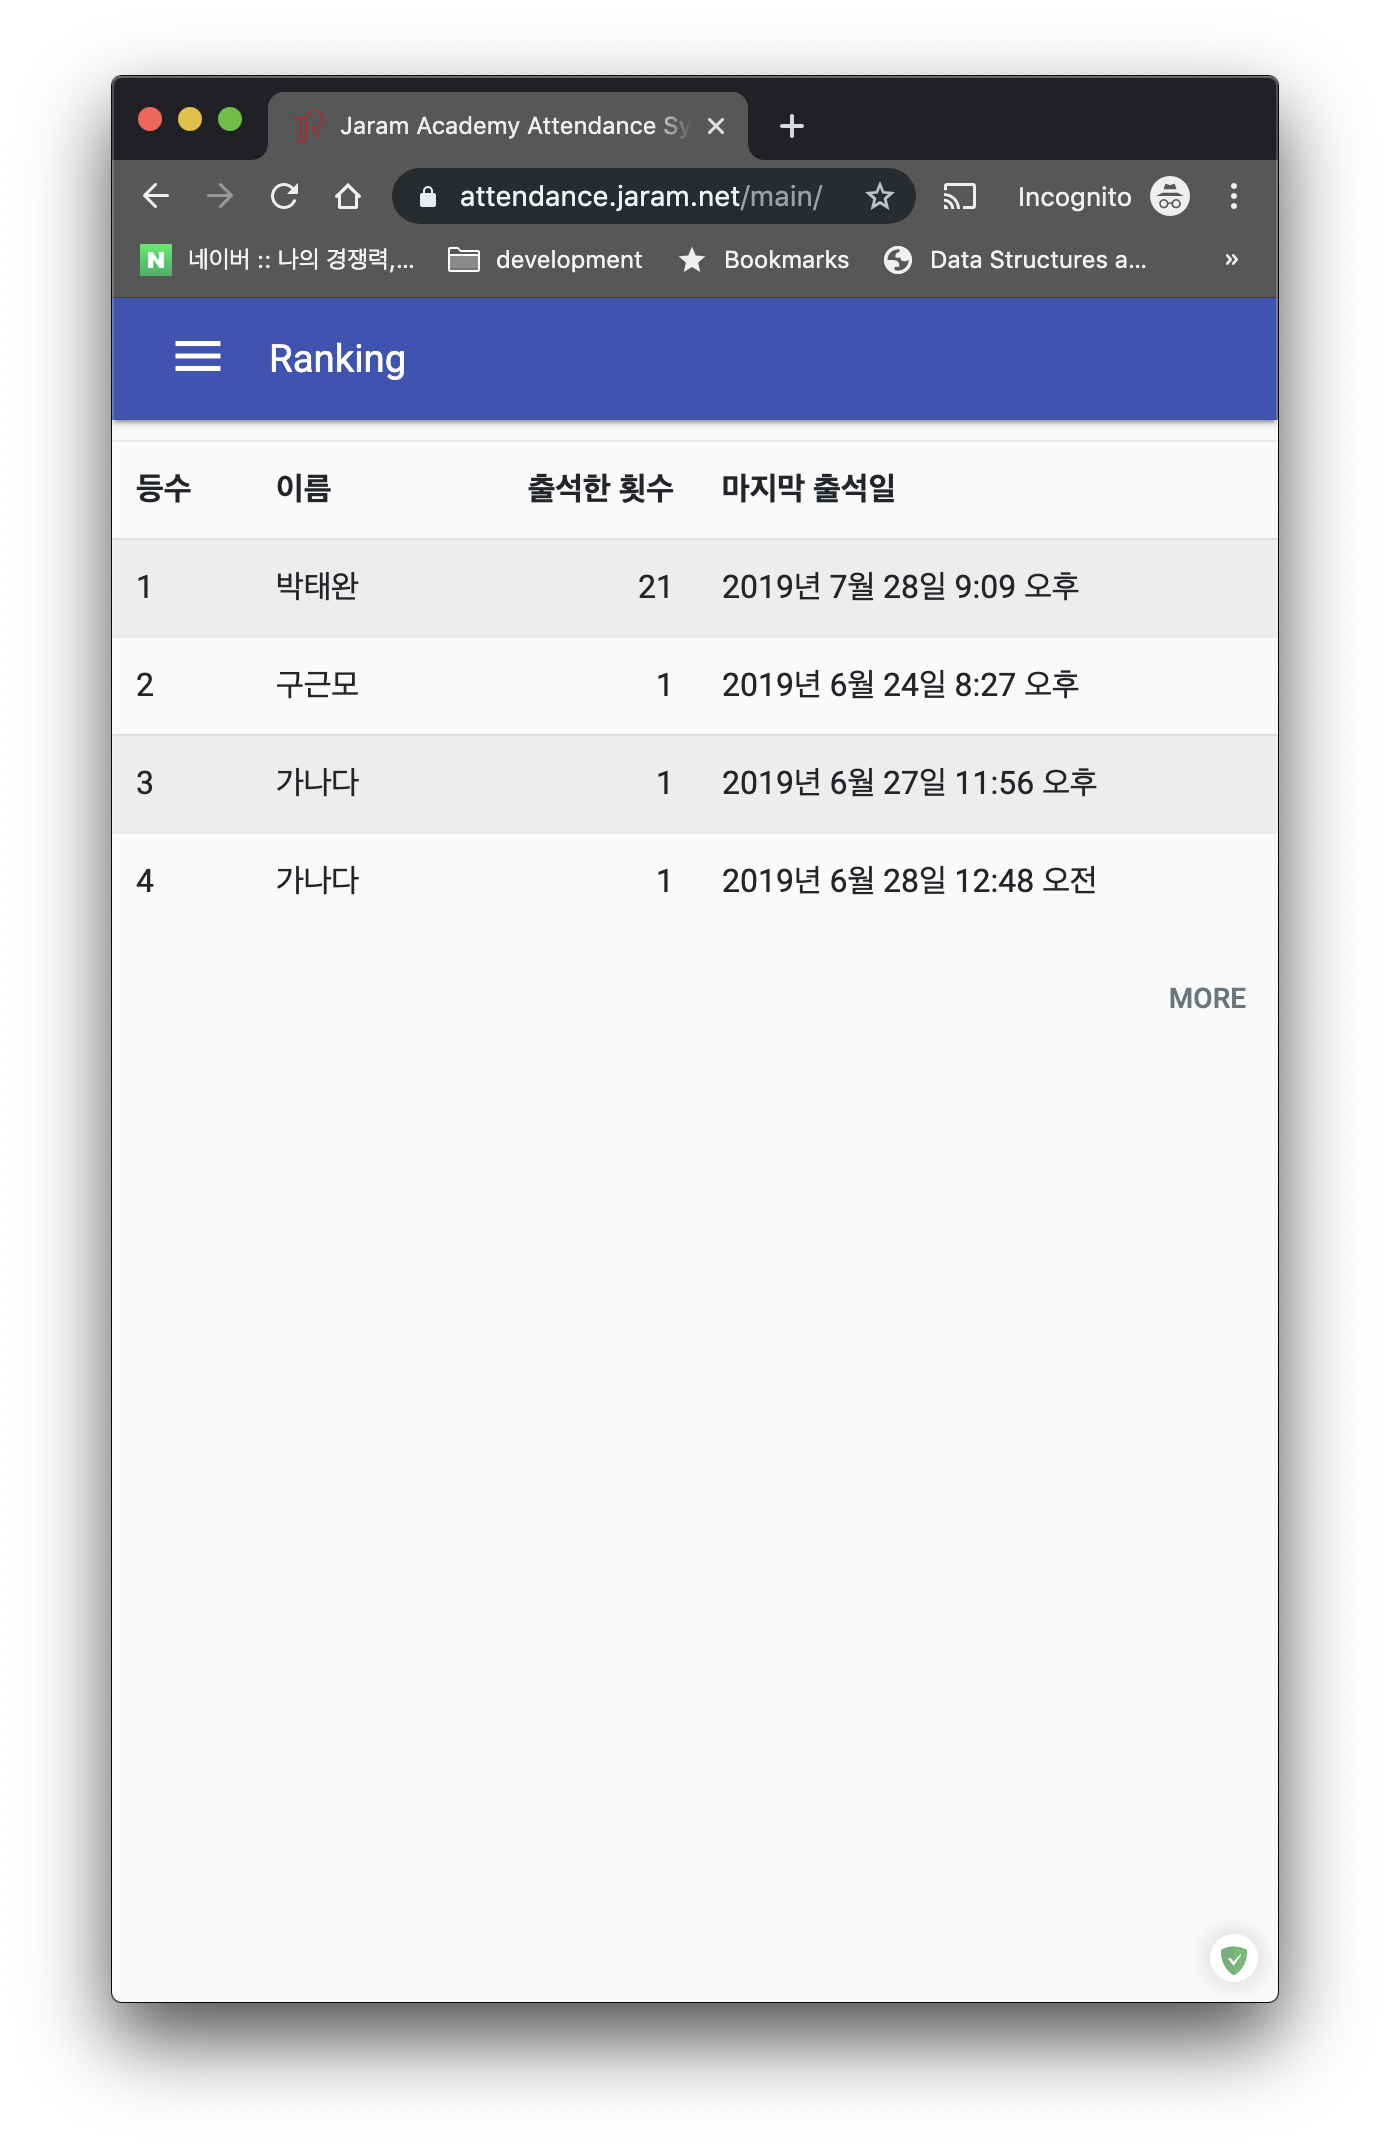 Jaram Academy Attendance Sy
attendance.jaram.net/main/ Incognito
N 네이버 :: 나의 경쟁력,... development Bookmarks Data Structures a... »
Ranking
등수 이름 출석한 횟수 마지막 출석일
1 박태완 21 2019년 7월 28일 9:09 오후
2 구근모 1 2019년 6월 24일 8:27 오후
3 가나다 1 2019년 6월 27일 11:56 오후
4 가나다 1 2019년 6월 28일 12:48 오전
MORE